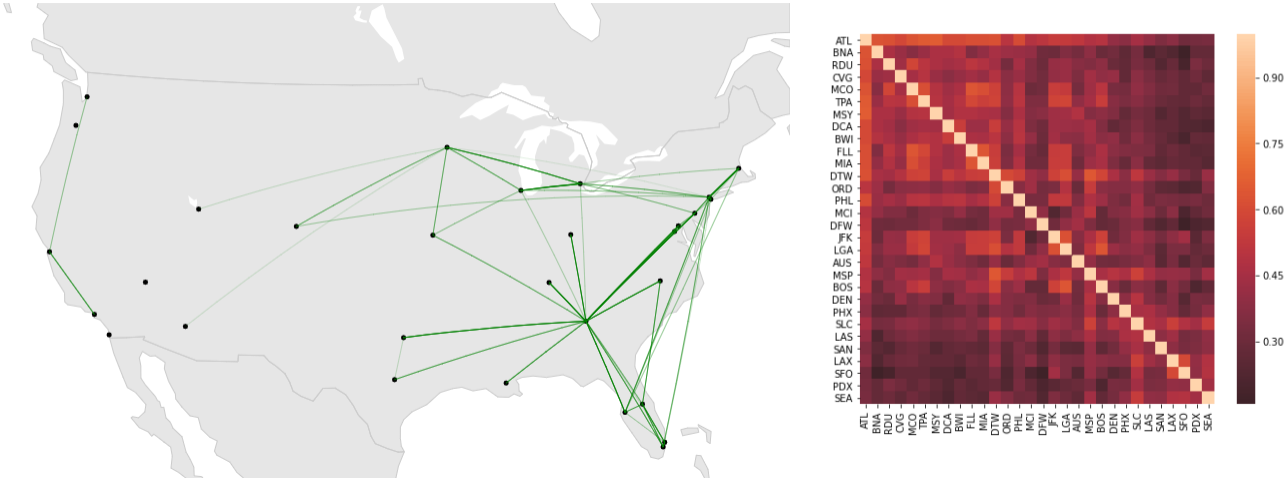 ATL
BNA
RDU
CVG
MCO
TPA
MSY
DCA
BWI
FLL
MIA
DTW
ORD
PHL
MCI
DFW
JFK
LGA
AUS
MSP
BOS
DEN
PHX
SLC
LAS
SAN
LAX
SFO
PDX
SEA
ATL BNA RDU CVG MCO TPA MSY DCA BWI FLL MIA DTW ORD PHL MCI DFW JFK LGA AUS MSP BOS DEN PHX SLC LAS SAN LAX SFO PDX SEA
0.90
0.75
0.60
0.45
0.30